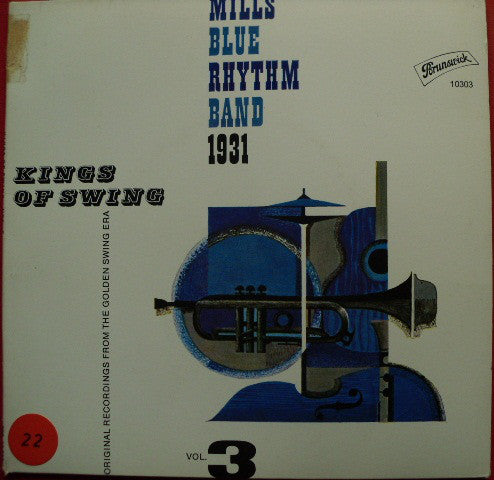 MILLS
BLUE
RHYTHM
BAND
1931
Brunswick
10303
KINGS
OF SWING
ORIGINAL RECORDINGS FROM THE GOLDEN SWING ERA
22
VOL. 3